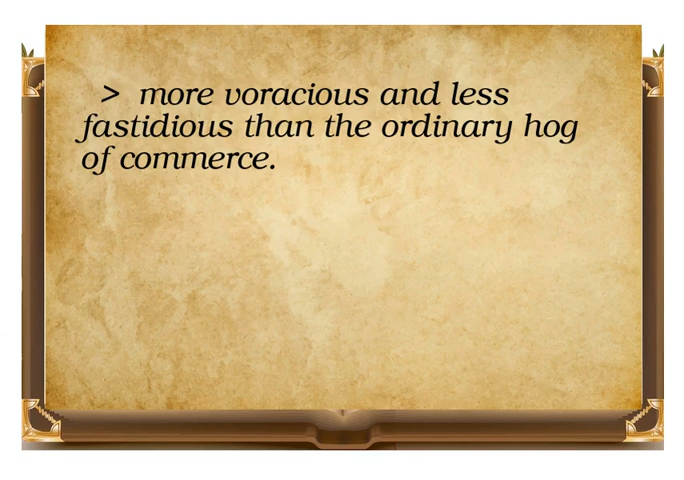 > more voracious and less
fastidious than the ordinary hog
of commerce.